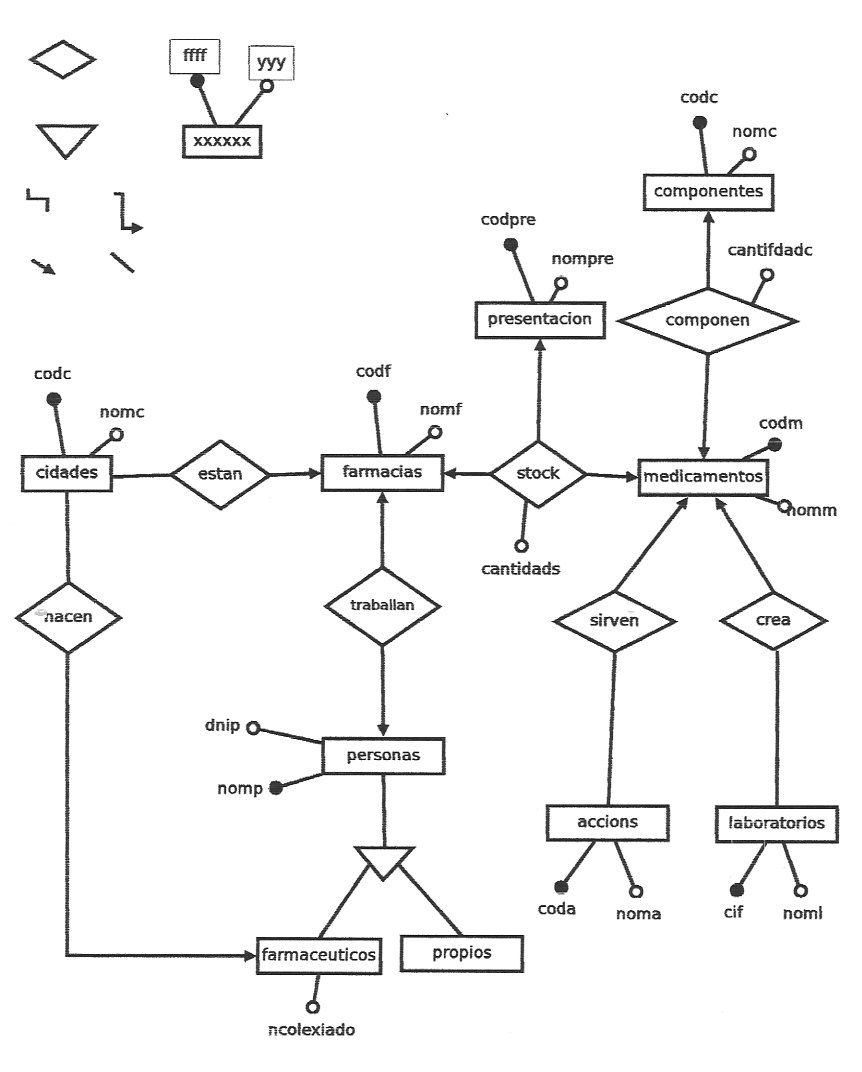 ffff
yyy
xxxxxx
codc
nomc
componentes
codpre
nompre
cantifdadc
presentacion
componen
codc
nomc
codf
nomf
codm
cidades
estan
farmacias
stock
medicamentos
nomm
cantidads
nacen
traballan
sirven
crea
dnip
personas
nomp
accions
laboratorios
coda
noma
cif
noml
farmaceuticos
propios
ncolexiado